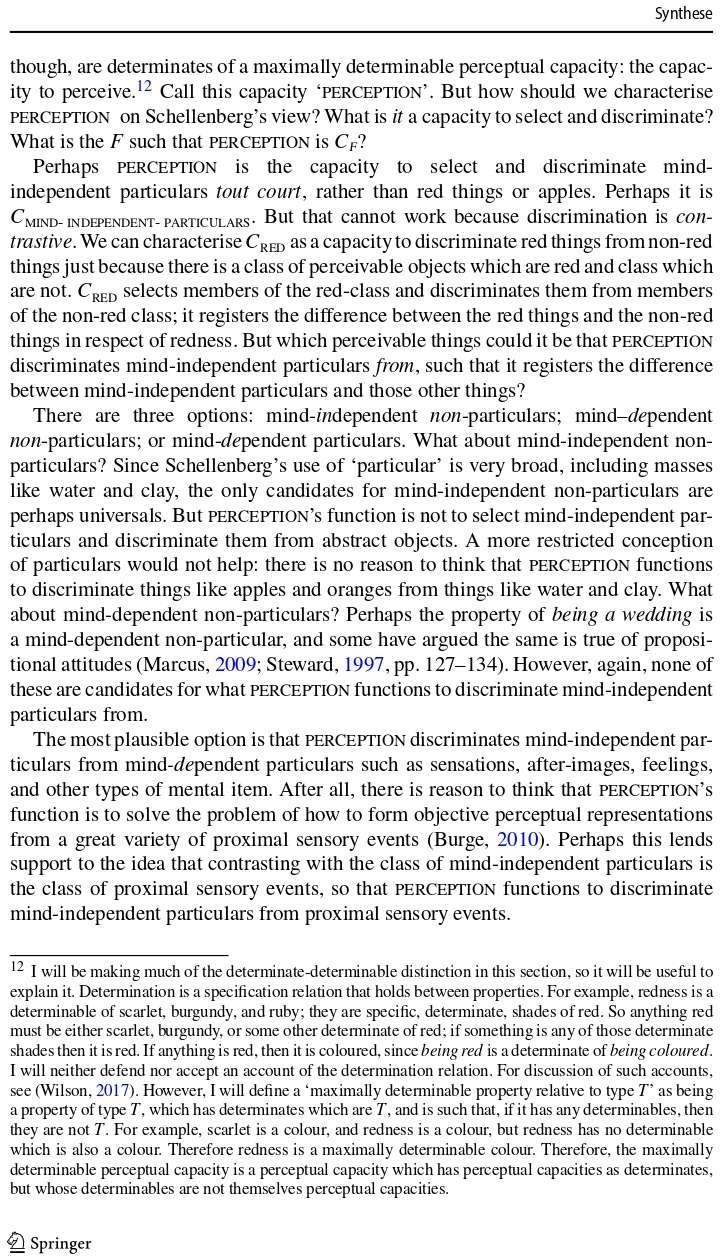 Synthese
though, are determinates of a maximally determinable perceptual capacity: the capac-
ity to perceive.12 Call this capacity ‘PERCEPTION’. But how should we characterise
PERCEPTION on Schellenberg’s view? What is it a capacity to select and discriminate?
What is the F such that PERCEPTION is CF?
Perhaps PERCEPTION is the capacity to select and discriminate mind-
independent particulars tout court, rather than red things or apples. Perhaps it is
CMIND- INDEPENDENT- PARTICULARS. But that cannot work because discrimination is con-
trastive. We can characterise CRED as a capacity to discriminate red things from non-red
things just because there is a class of perceivable objects which are red and class which
are not. CRED selects members of the red-class and discriminates them from members
of the non-red class; it registers the difference between the red things and the non-red
things in respect of redness. But which perceivable things could it be that PERCEPTION
discriminates mind-independent particulars from, such that it registers the difference
between mind-independent particulars and those other things?
There are three options: mind-independent non-particulars; mind–dependent
non-particulars; or mind-dependent particulars. What about mind-independent non-
particulars? Since Schellenberg’s use of ‘particular’ is very broad, including masses
like water and clay, the only candidates for mind-independent non-particulars are
perhaps universals. But PERCEPTION’s function is not to select mind-independent par-
ticulars and discriminate them from abstract objects. A more restricted conception
of particulars would not help: there is no reason to think that PERCEPTION functions
to discriminate things like apples and oranges from things like water and clay. What
about mind-dependent non-particulars? Perhaps the property of being a wedding is
a mind-dependent non-particular, and some have argued the same is true of proposi-
tional attitudes (Marcus, 2009; Steward, 1997, pp. 127–134). However, again, none of
these are candidates for what PERCEPTION functions to discriminate mind-independent
particulars from.
The most plausible option is that PERCEPTION discriminates mind-independent par-
ticulars from mind-dependent particulars such as sensations, after-images, feelings,
and other types of mental item. After all, there is reason to think that PERCEPTION’s
function is to solve the problem of how to form objective perceptual representations
from a great variety of proximal sensory events (Burge, 2010). Perhaps this lends
support to the idea that contrasting with the class of mind-independent particulars is
the class of proximal sensory events, so that PERCEPTION functions to discriminate
mind-independent particulars from proximal sensory events.
12 I will be making much of the determinate-determinable distinction in this section, so it will be useful to
explain it. Determination is a specification relation that holds between properties. For example, redness is a
determinable of scarlet, burgundy, and ruby; they are specific, determinate, shades of red. So anything red
must be either scarlet, burgundy, or some other determinate of red; if something is any of those determinate
shades then it is red. If anything is red, then it is coloured, since being red is a determinate of being coloured.
I will neither defend nor accept an account of the determination relation. For discussion of such accounts,
see (Wilson, 2017). However, I will define a ‘maximally determinable property relative to type T’ as being
a property of type T, which has determinates which are T, and is such that, if it has any determinables, then
they are not T. For example, scarlet is a colour, and redness is a colour, but redness has no determinable
which is also a colour. Therefore redness is a maximally determinable colour. Therefore, the maximally
determinable perceptual capacity is a perceptual capacity which has perceptual capacities as determinates,
but whose determinables are not themselves perceptual capacities.
Springer